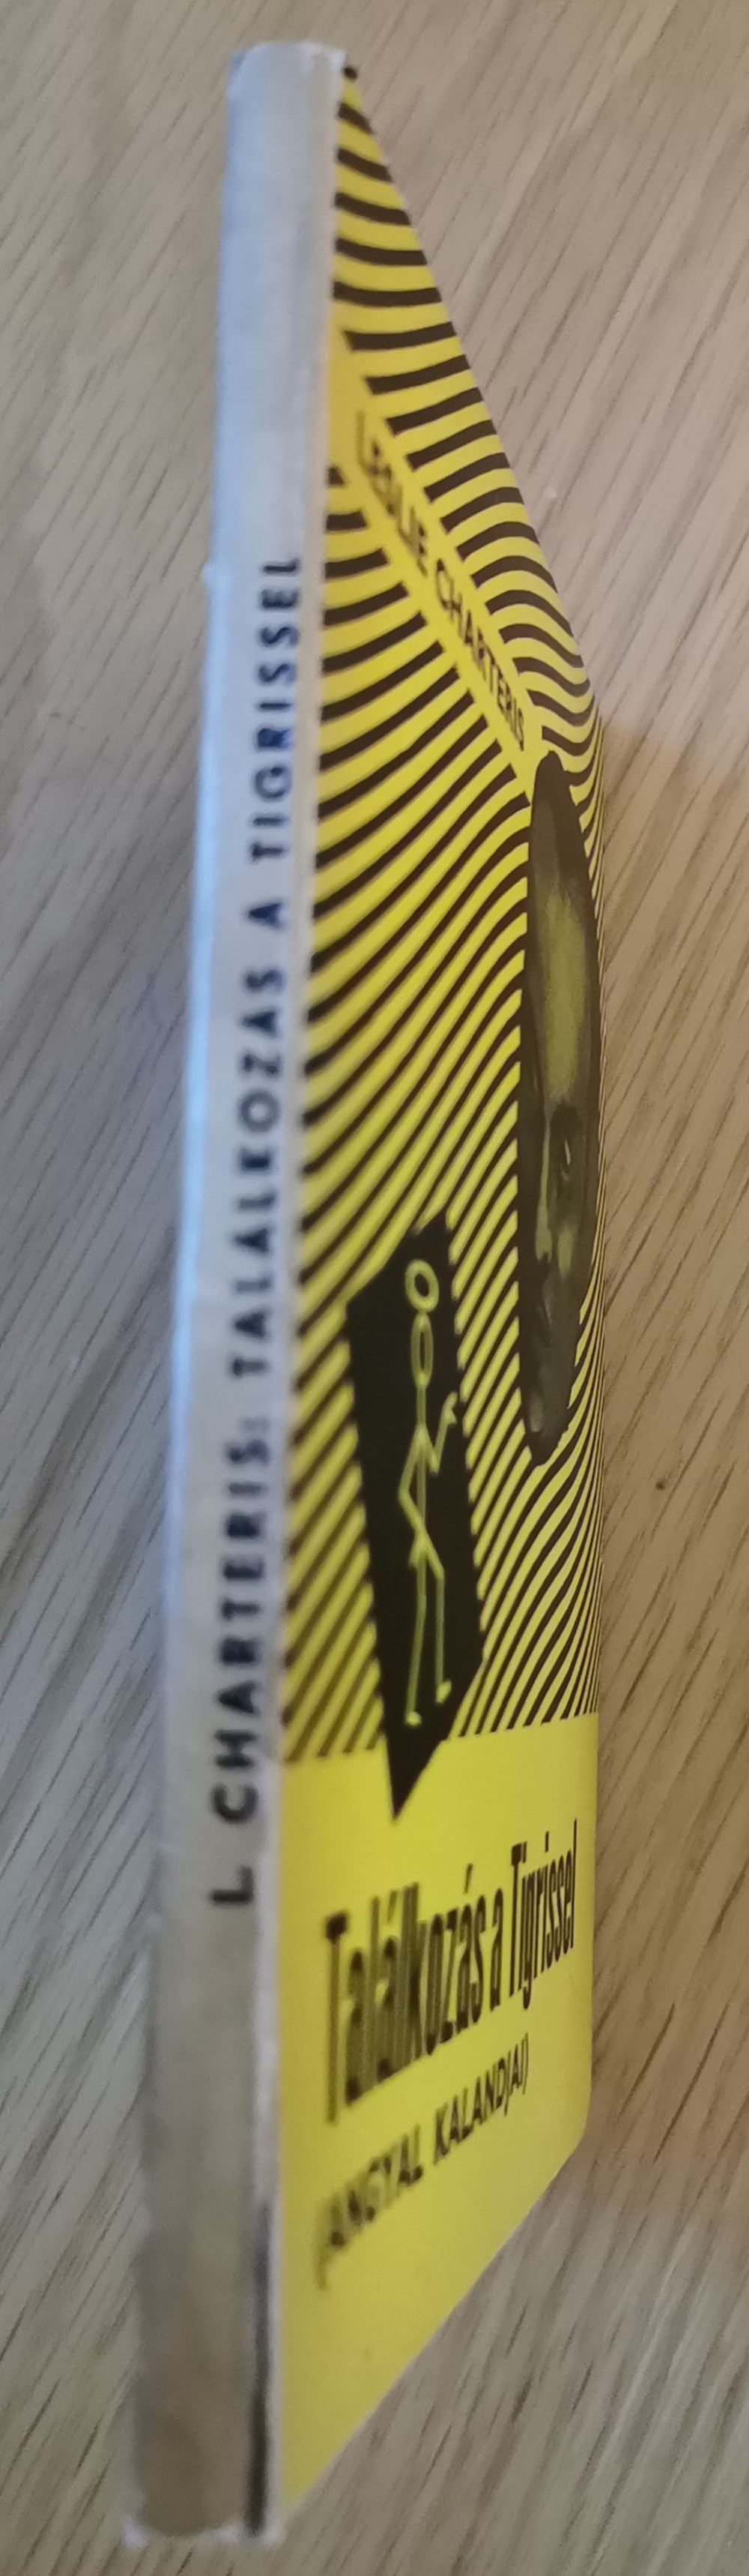 L. CHARTERIS: TALÁLKOZÁS A TIGRISSEL
LESLIE CHARTERIS
Találkozás a Tigrissel
(ANGYAL KALANDJAI)